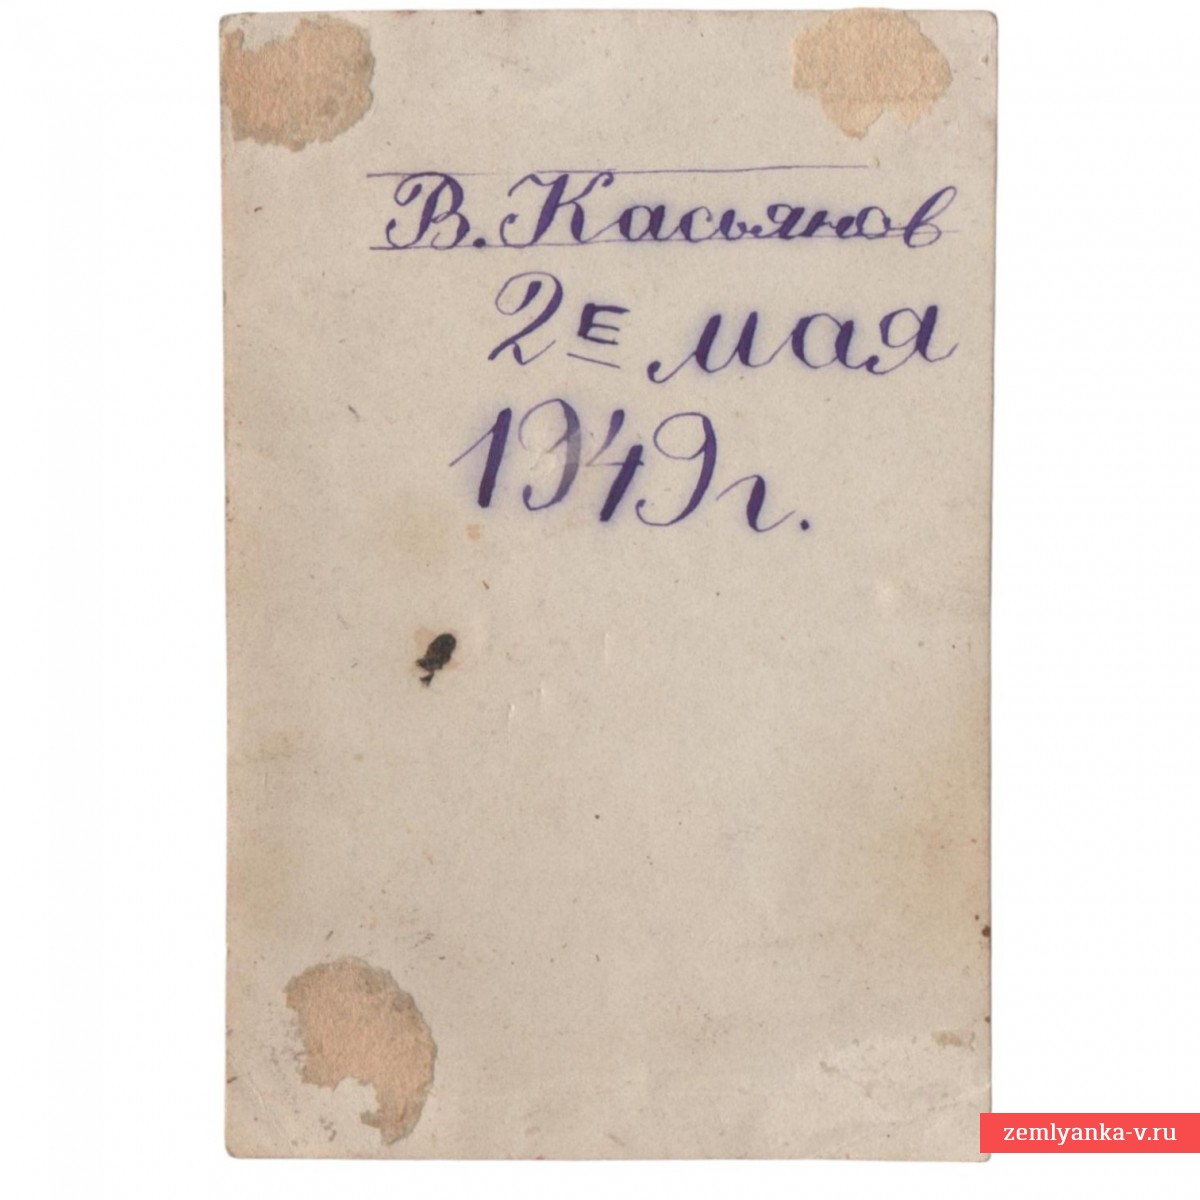 В. Касьянов
2Е мая
1949г.
zemlyanka-v.ru